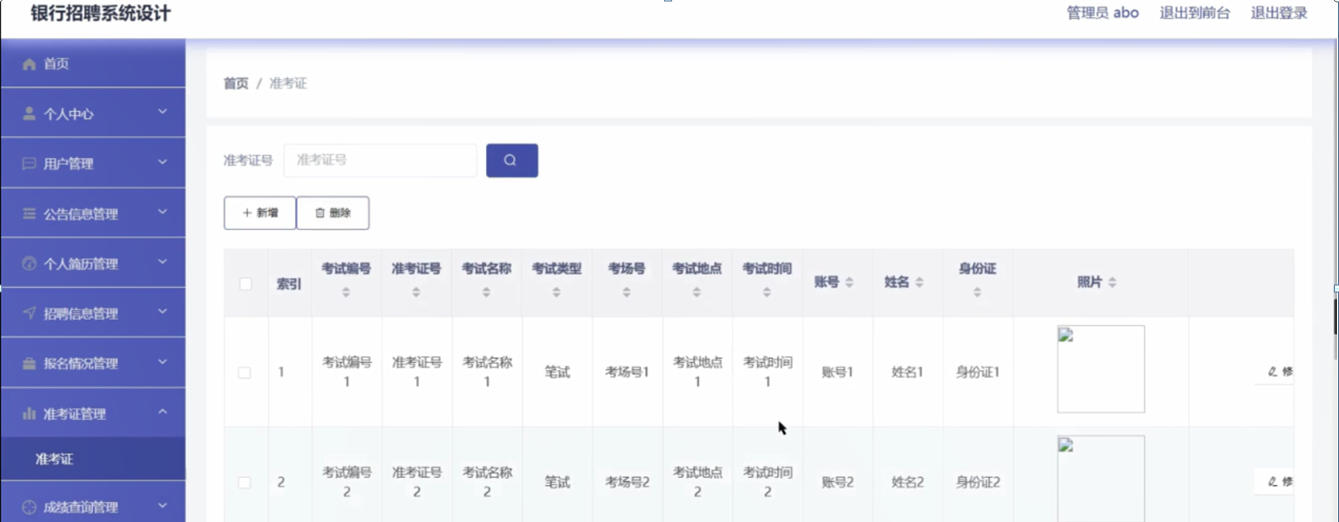 银行招聘系统设计
管理员 abo 退出到前台 退出登录
首页
个人中心
用户管理
公告信息管理
个人简历管理
招聘信息管理
报名情况管理
准考证管理
准考证
成绩查询管理
首页 / 准考证
准考证号 准考证号
+ 新增 删除
索引 考试编号 准考证号 考试名称 考试类型 考场号 考试地点 考试时间 账号 姓名 身份证 照片
1 考试编号1 准考证号1 考试名称1 笔试 考场号1 考试地点1 考试时间1 账号1 姓名1 身份证1 修
2 考试编号2 准考证号2 考试名称2 笔试 考场号2 考试地点2 考试时间2 账号2 姓名2 身份证2 修